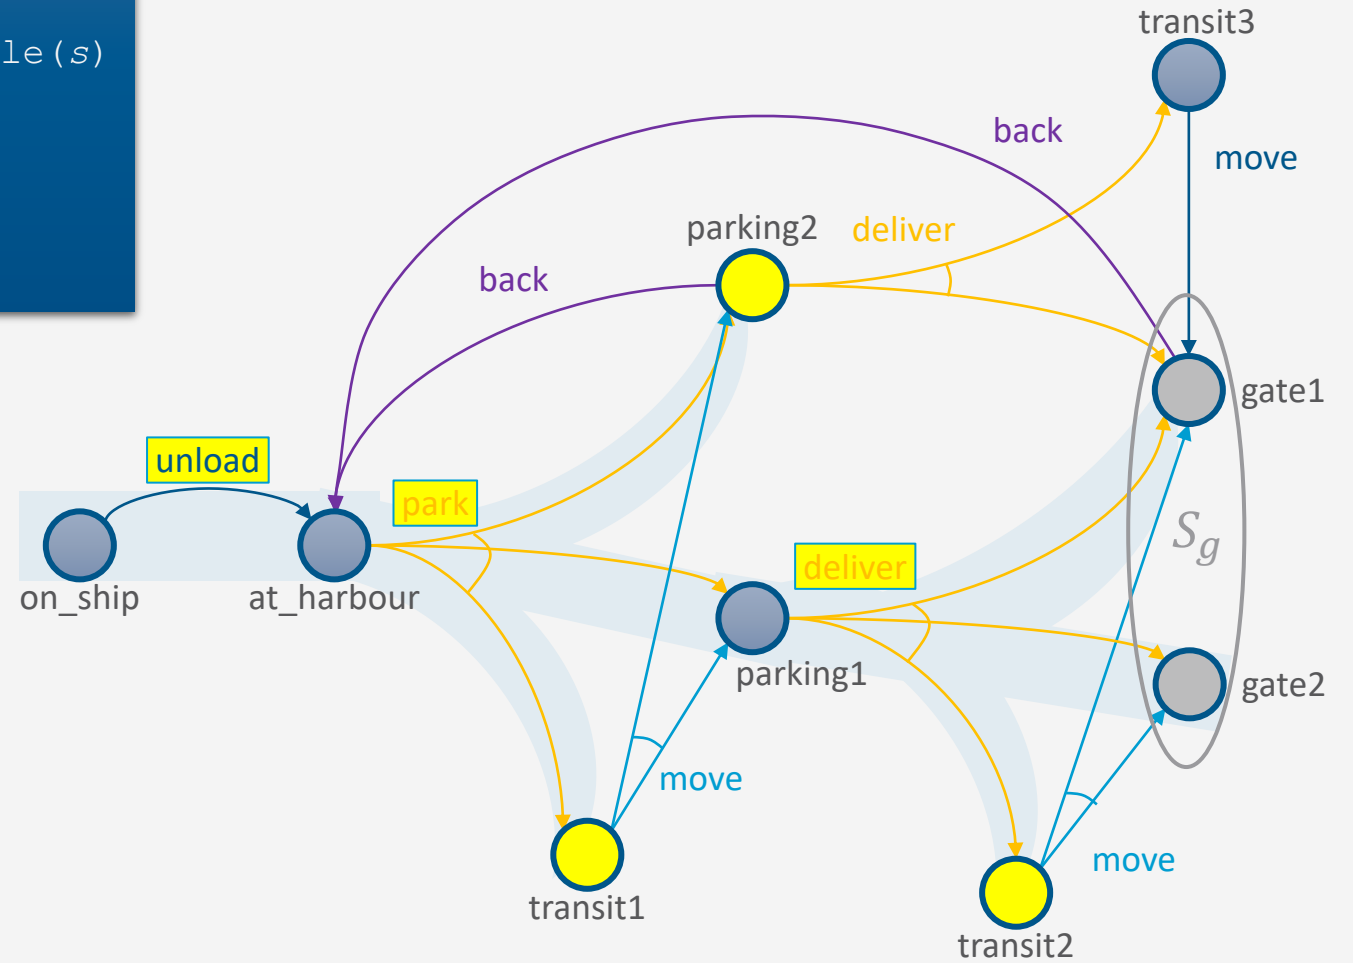 le(s)
transit3
back
move
parking2
deliver
back
gate1
unload
park
S_g
deliver
on_ship
at_harbour
parking1
gate2
move
move
transit1
transit2